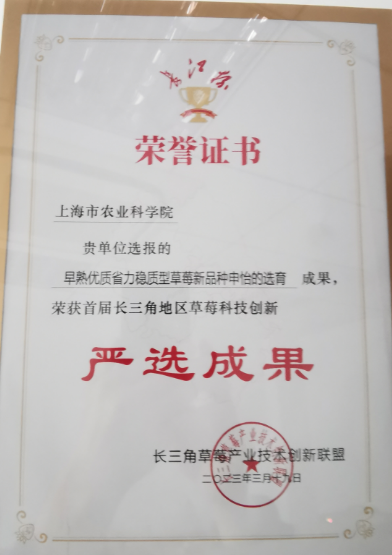 荣誉证书
上海市农业科学院
贵单位选报的
早熟优质省力稳质型草莓新品种申怡的选育 成果，
荣获首届长三角地区草莓科技创新
严选成果
长三角草莓产业技术创新联盟